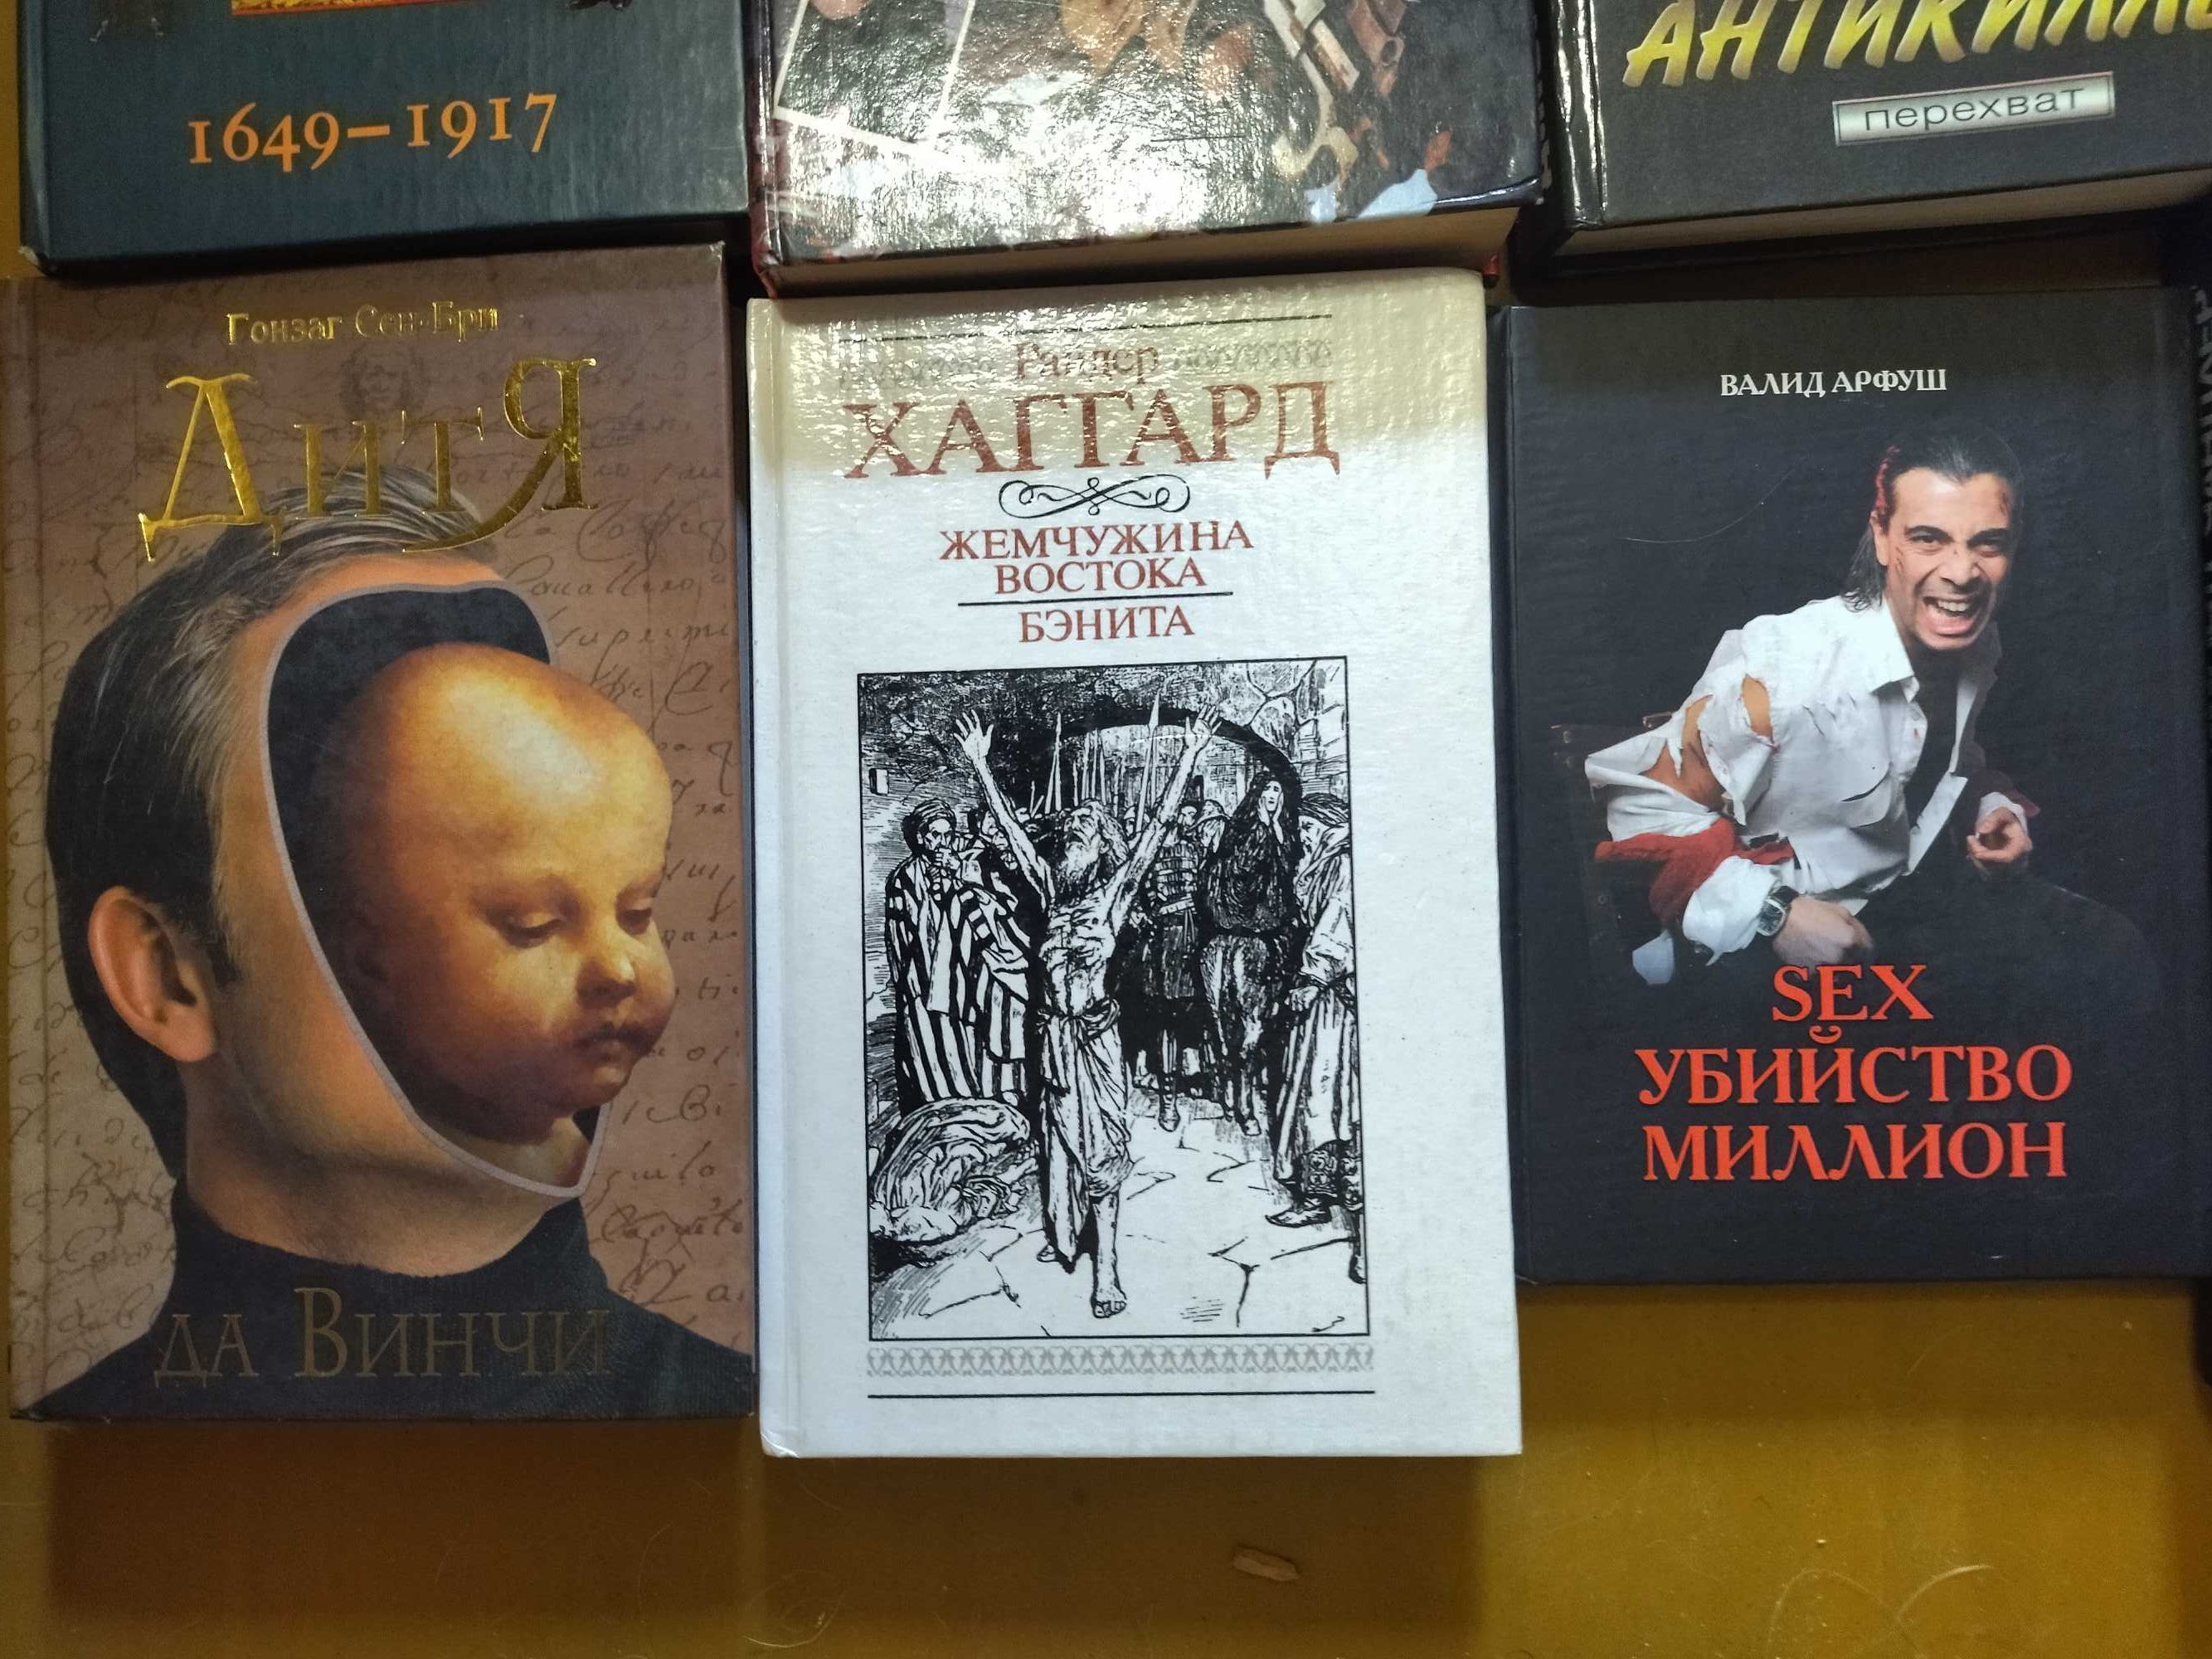 1649–1917
АНТИКИЛЛЕ
перехват
Гонзаг Сен-Бри
ДИТЯ
ДА ВИНЧИ
Райдер
ХАГГАРД
ЖЕМЧУЖИНА
ВОСТОКА
БЭНИТА
ВАЛИД АРФУШ
SEX
УБИЙСТВО
МИЛЛИОН